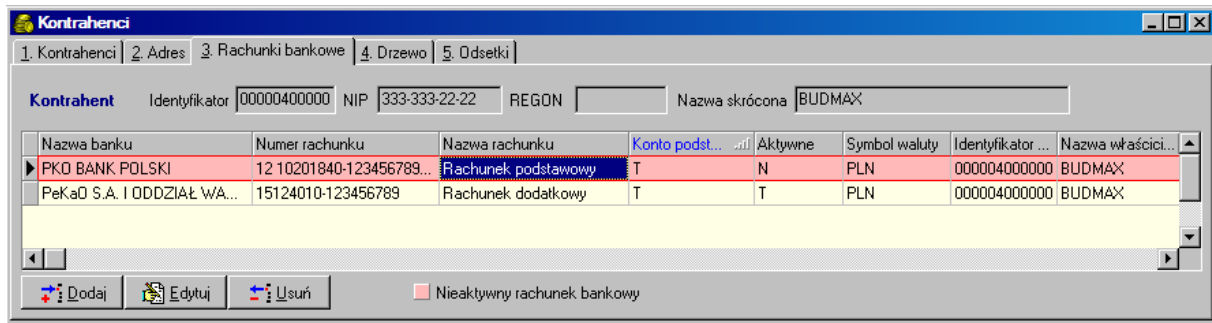 Kontrahenci
1. Kontrahenci 2. Adres 3. Rachunki bankowe 4. Drzewo 5. Odsetki
Kontrahent Identyfikator 00000400000 NIP 333-333-22-22 REGON Nazwa skrócona BUDMAX
Nazwa banku Numer rachunku Nazwa rachunku Konto podst... Aktywne Symbol waluty Identyfikator ... Nazwa właścici...
PKO BANK POLSKI 12 10201840-123456789... Rachunek podstawowy T N PLN 000004000000 BUDMAX
PeKaO S.A. I ODDZIAŁ WA... 15124010-123456789 Rachunek dodatkowy T T PLN 000004000000 BUDMAX
Dodaj Edytuj Usuń Nieaktywny rachunek bankowy